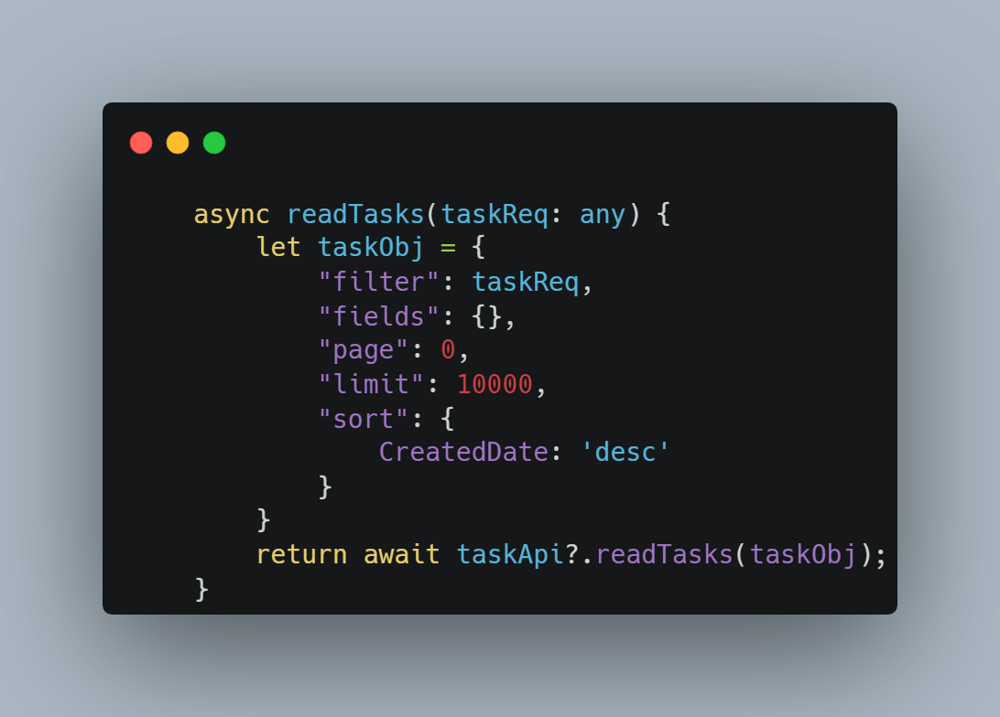 async readTasks(taskReq: any) {
    let taskObj = {
        "filter": taskReq,
        "fields": {},
        "page": 0,
        "limit": 10000,
        "sort": {
            CreatedDate: 'desc'
        }
    }
    return await taskApi?.readTasks(taskObj);
}